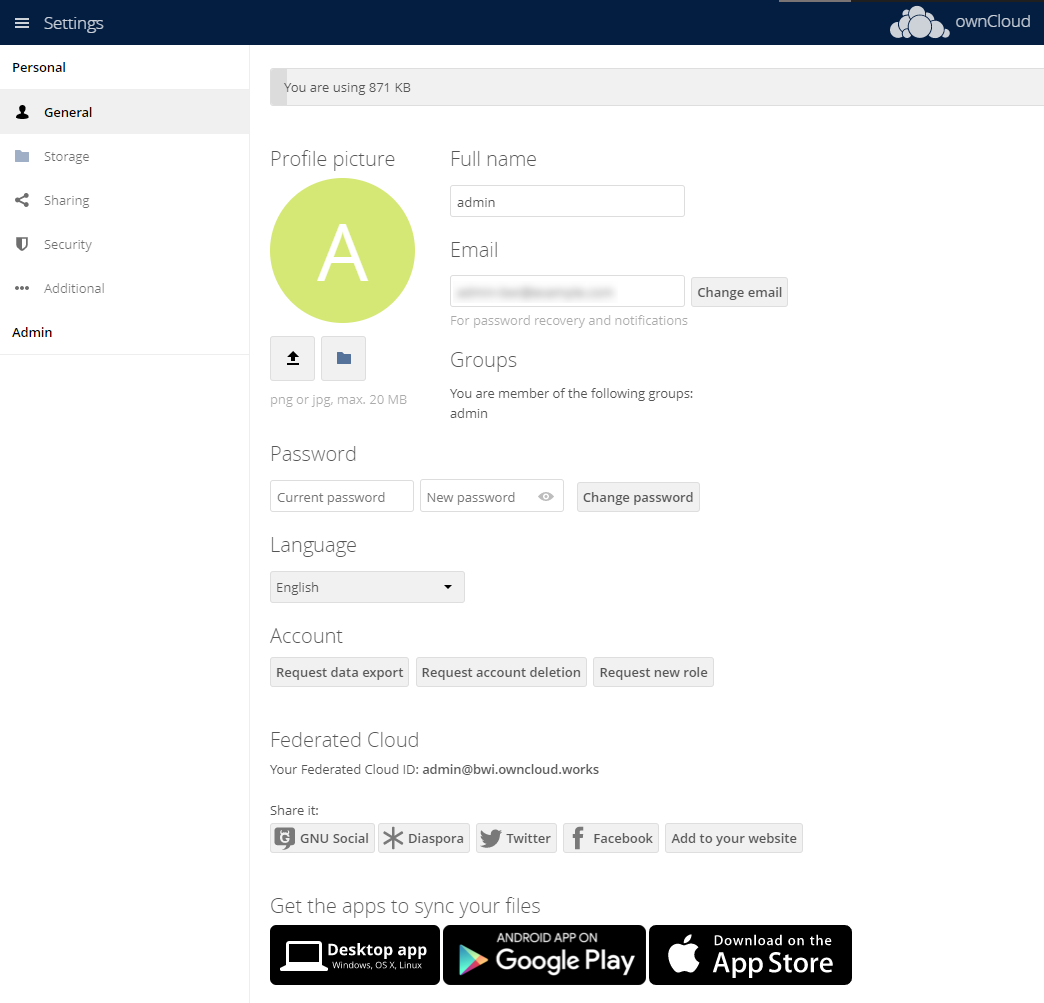 Settings
ownCloud
Personal
General
Storage
Sharing
Security
Additional
Admin
You are using 871 KB
Profile picture
A
png or jpg, max. 20 MB
Full name
admin
Email
Change email
For password recovery and notifications
Groups
You are member of the following groups:
admin
Password
Current password
New password
Change password
Language
English
Account
Request data export
Request account deletion
Request new role
Federated Cloud
Your Federated Cloud ID: admin@bwi.owncloud.works
Share it:
GNU Social
Diaspora
Twitter
Facebook
Add to your website
Get the apps to sync your files
Desktop app
Windows, OS X, Linux
ANDROID APP ON
Google Play
Download on the
App Store